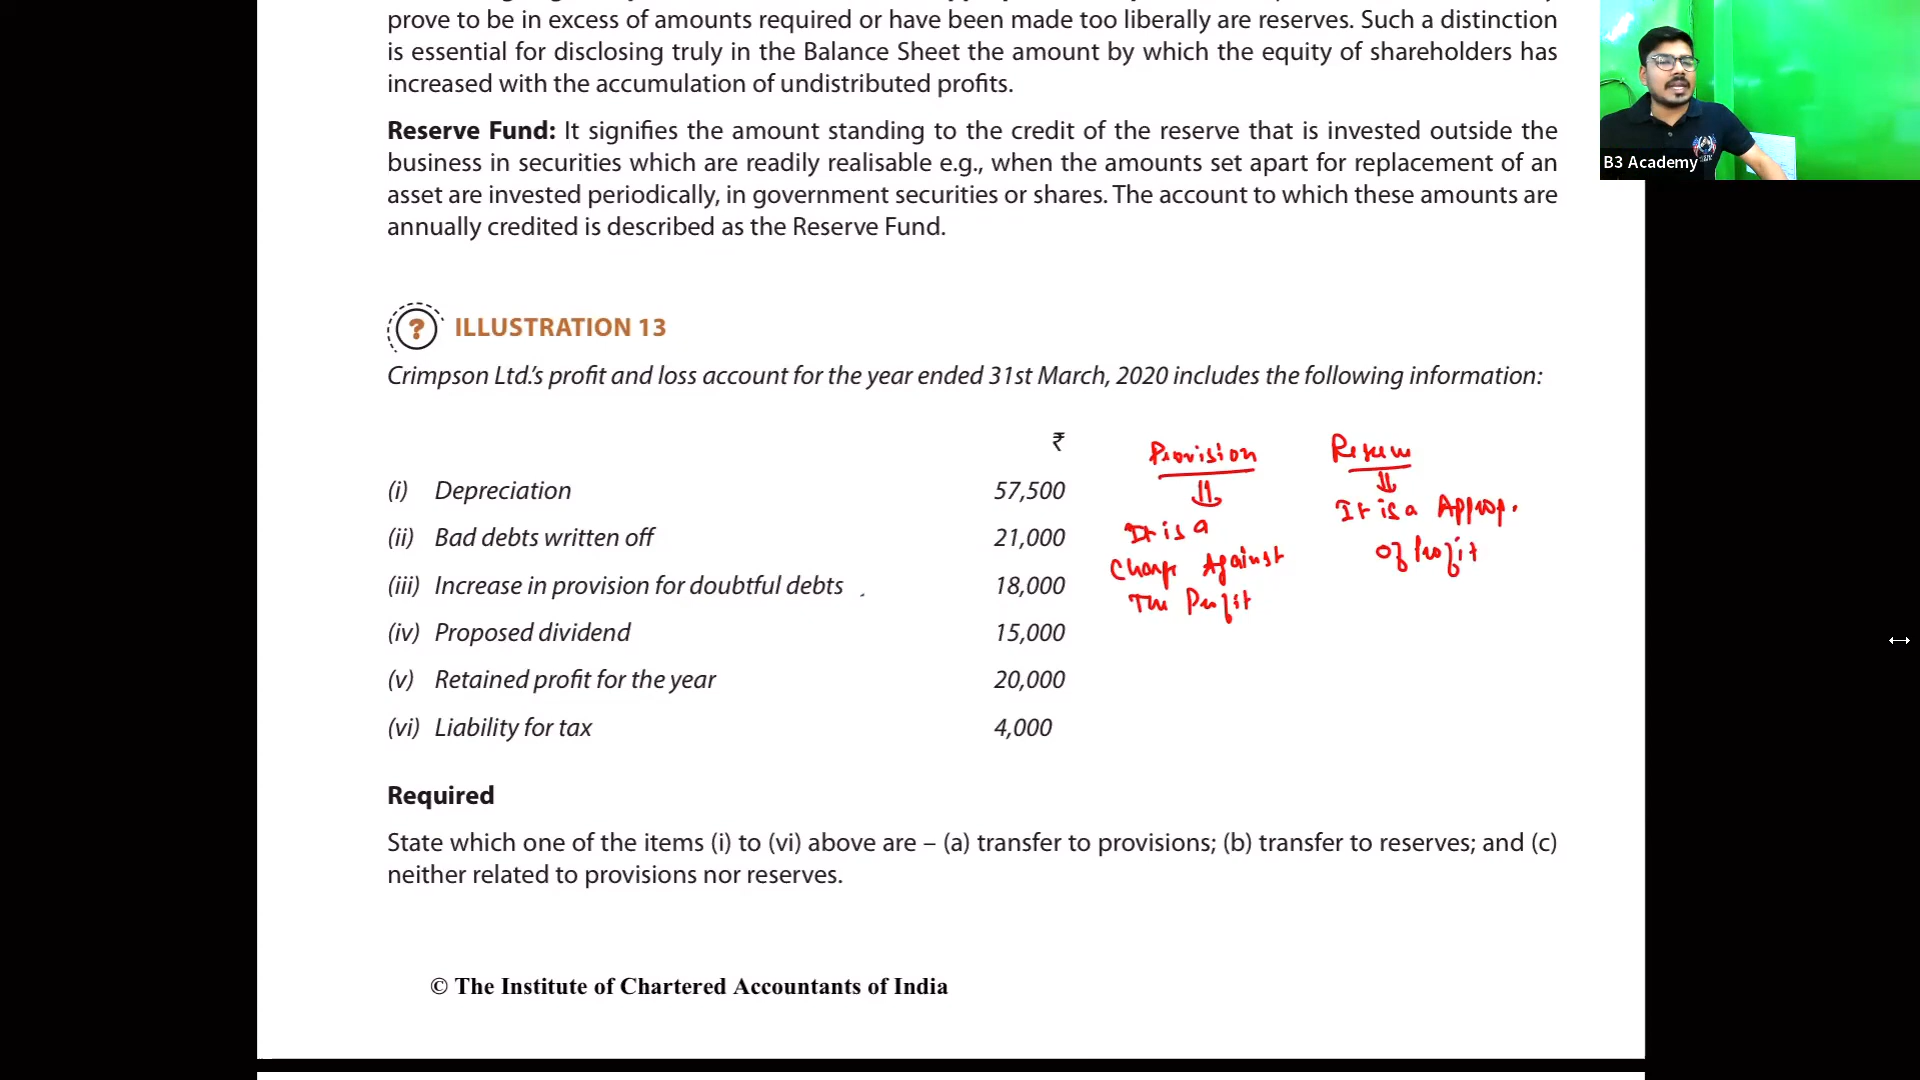 prove to be in excess of amounts required or have been made too liberally are reserves. Such a distinction
is essential for disclosing truly in the Balance Sheet the amount by which the equity of shareholders has
increased with the accumulation of undistributed profits.
Reserve Fund: It signifies the amount standing to the credit of the reserve that is invested outside the
business in securities which are readily realisable e.g., when the amounts set apart for replacement of an
asset are invested periodically, in government securities or shares. The account to which these amounts are
annually credited is described as the Reserve Fund.
B3 Academy
? ILLUSTRATION 13
Crimpson Ltd.'s profit and loss account for the year ended 31st March, 2020 includes the following information:
₹
(i) Depreciation 57,500
(ii) Bad debts written off 21,000
(iii) Increase in provision for doubtful debts 18,000
(iv) Proposed dividend 15,000
(v) Retained profit for the year 20,000
(vi) Liability for tax 4,000
Provision
It is a
Charge Against
The Profit
Reserve
It is a Approp.
Of Profit
Required
State which one of the items (i) to (vi) above are – (a) transfer to provisions; (b) transfer to reserves; and (c)
neither related to provisions nor reserves.
© The Institute of Chartered Accountants of India